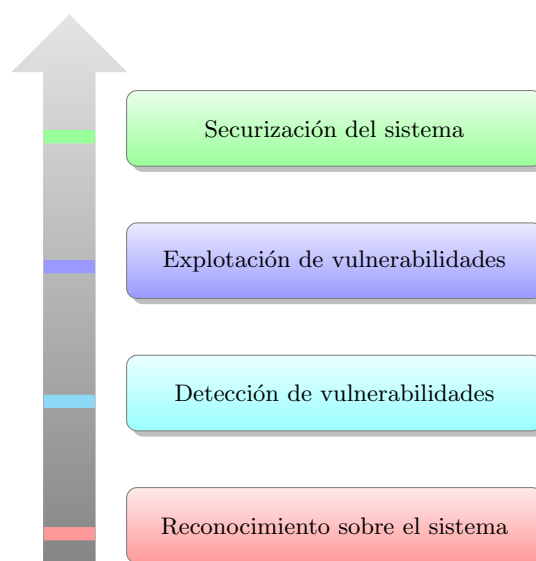 Securización del sistema
Explotación de vulnerabilidades
Detección de vulnerabilidades
Reconocimiento sobre el sistema